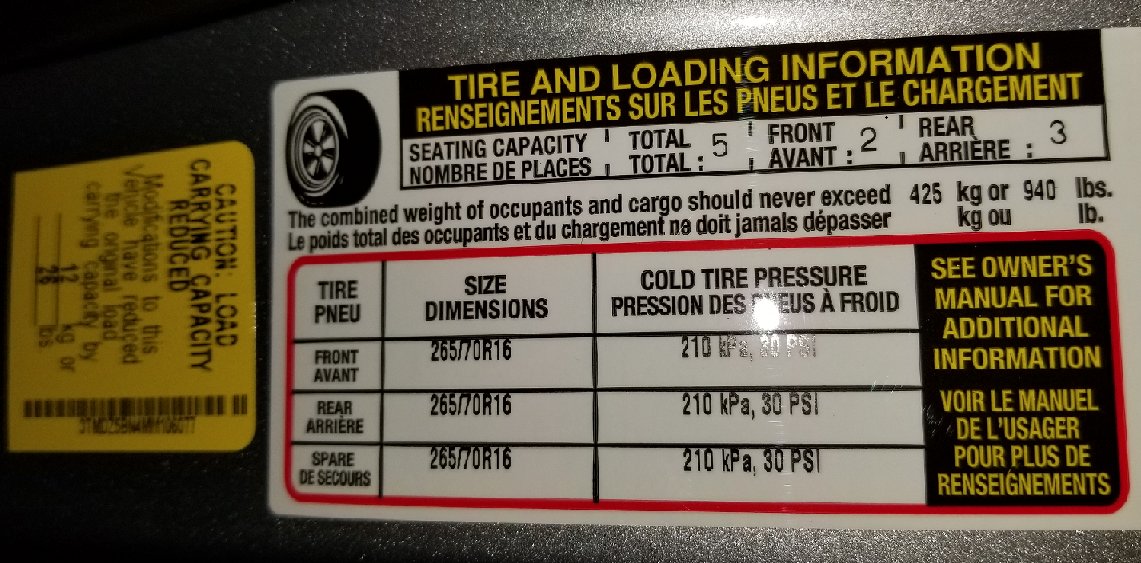 TIRE AND LOADING INFORMATION
RENSEIGNEMENTS SUR LES PNEUS ET LE CHARGEMENT
SEATING CAPACITY TOTAL 5 FRONT 2 REAR 3
NOMBRE DE PLACES TOTAL : AVANT : ARRIÈRE :
The combined weight of occupants and cargo should never exceed 425 kg or 940 lbs.
Le poids total des occupants et du chargement ne doit jamais dépasser kg ou lb.
TIRE SIZE COLD TIRE PRESSURE
PNEU DIMENSIONS PRESSION DES PNEUS À FROID
FRONT 265/70R16 210 kPa, 30 PSI
AVANT
REAR 265/70R16 210 kPa, 30 PSI
ARRIÈRE
SPARE 265/70R16 210 kPa, 30 PSI
DE SECOURS
SEE OWNER'S
MANUAL FOR
ADDITIONAL
INFORMATION
VOIR LE MANUEL
DE L'USAGER
POUR PLUS DE
RENSEIGNEMENTS
CAUTION: LOAD
CARRYING CAPACITY
REDUCED
Modifications to this
Vehicle have reduced
the original load
carrying capacity by
12 kg or
26 lbs